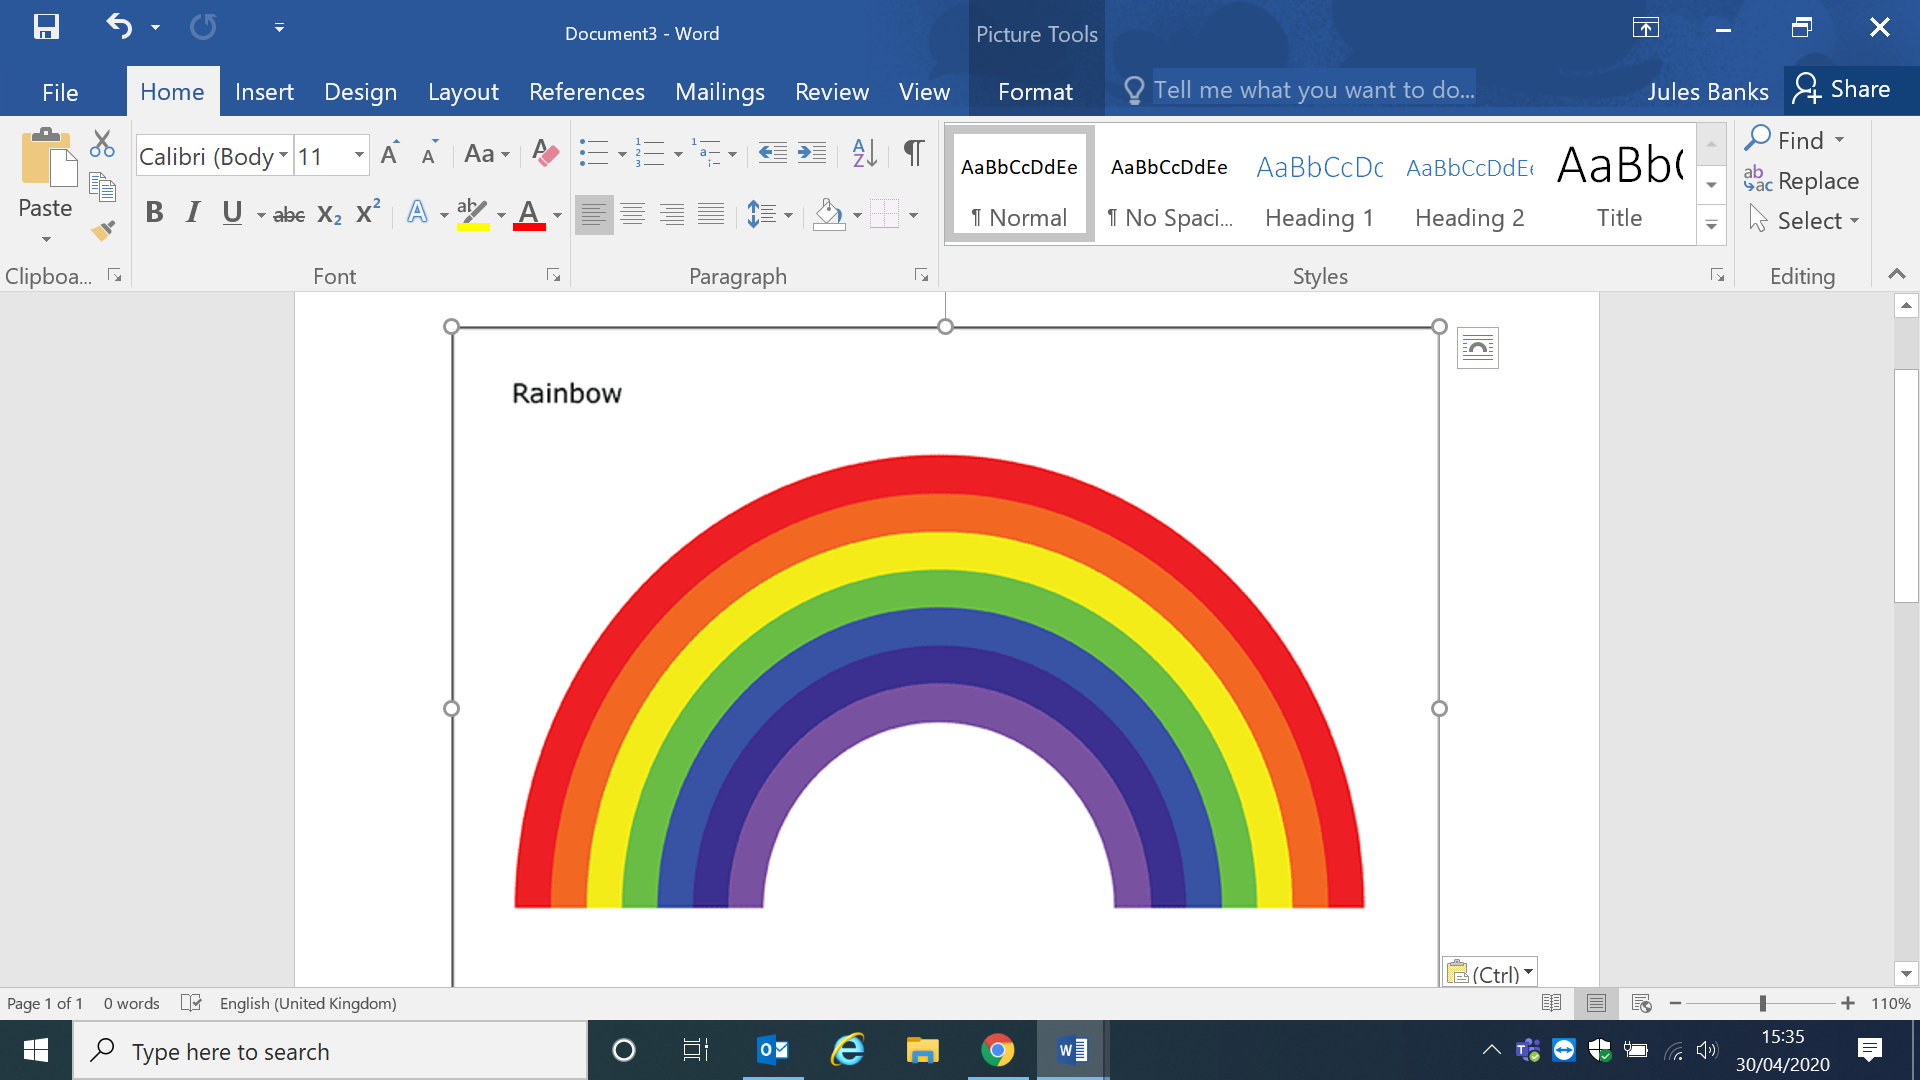 Document3 - Word
Picture Tools
File
Home
Insert
Design
Layout
References
Mailings
Review
View
Format
Tell me what you want to do...
Jules Banks
Share
Paste
Clipboa...
Calibri (Body
11
Aa
B I U abc X₂ X²
A
ab
A
Font
Paragraph
AaBbCcDdEe
¶ Normal
AaBbCcDdEe
¶ No Spaci...
AaBbCcDc
Heading 1
AaBbCcDdEe
Heading 2
AaBb(
Title
Styles
Find
Replace
Select
Editing
Rainbow
(Ctrl)
Page 1 of 1
0 words
English (United Kingdom)
110%
Type here to search
15:35
30/04/2020